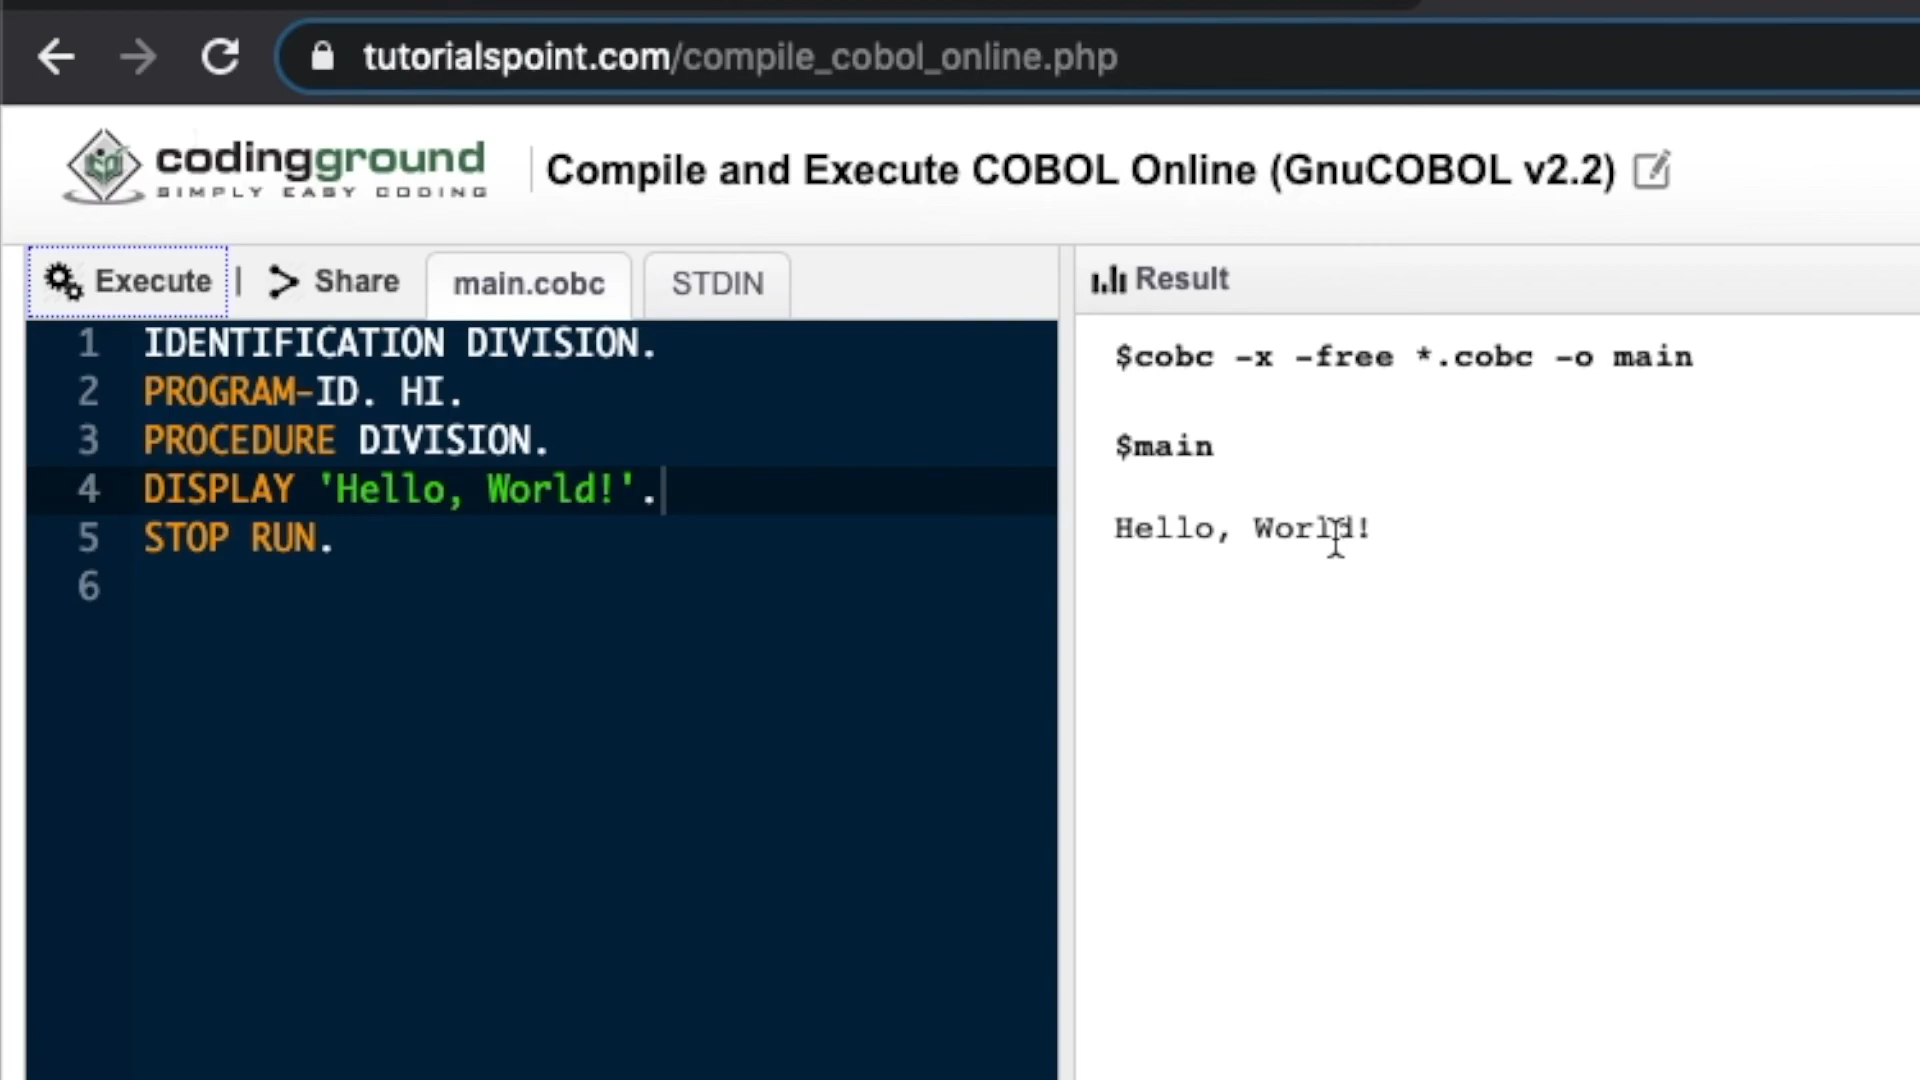 tutorialspoint.com/compile_cobol_online.php
codingground
SIMPLY EASY CODING
Compile and Execute COBOL Online (GnuCOBOL v2.2)
Execute | Share main.cobc STDIN
1 IDENTIFICATION DIVISION.
2 PROGRAM-ID. HI.
3 PROCEDURE DIVISION.
4 DISPLAY 'Hello, World!'.
5 STOP RUN.
6
Result
$cobc -x -free *.cobc -o main
$main
Hello, World!